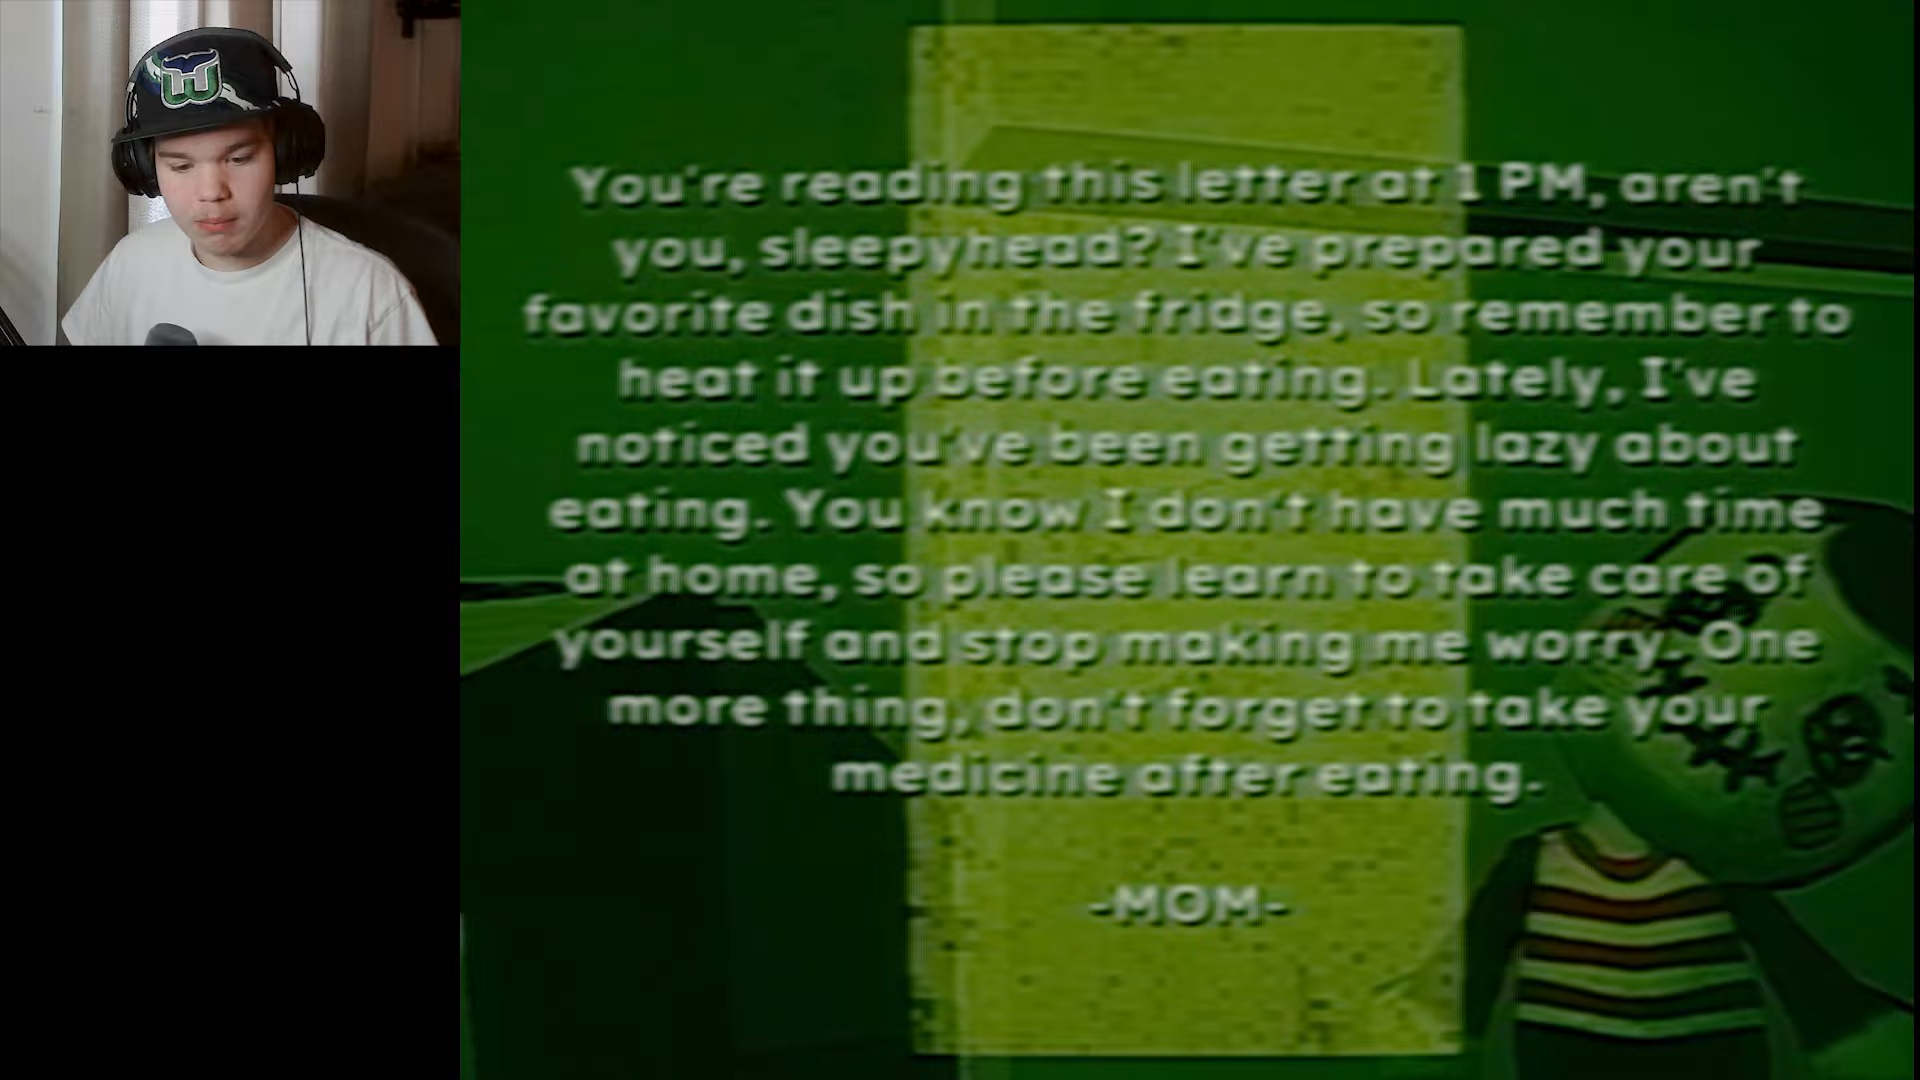 You're reading this letter at 1 PM, aren't
you, sleepyhead? I've prepared your
favorite dish in the fridge, so remember to
heat it up before eating. Lately, I've
noticed you've been getting lazy about
eating. You know I don't have much time
at home, so please learn to take care of
yourself and stop making me worry. One
more thing, don't forget to take your
medicine after eating.
-MOM-